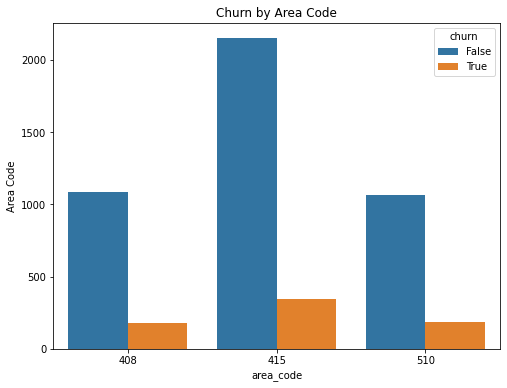 Churn by Area Code
churn
False
True
Area Code
2000
1500
1000
500
0
408
415
510
area_code